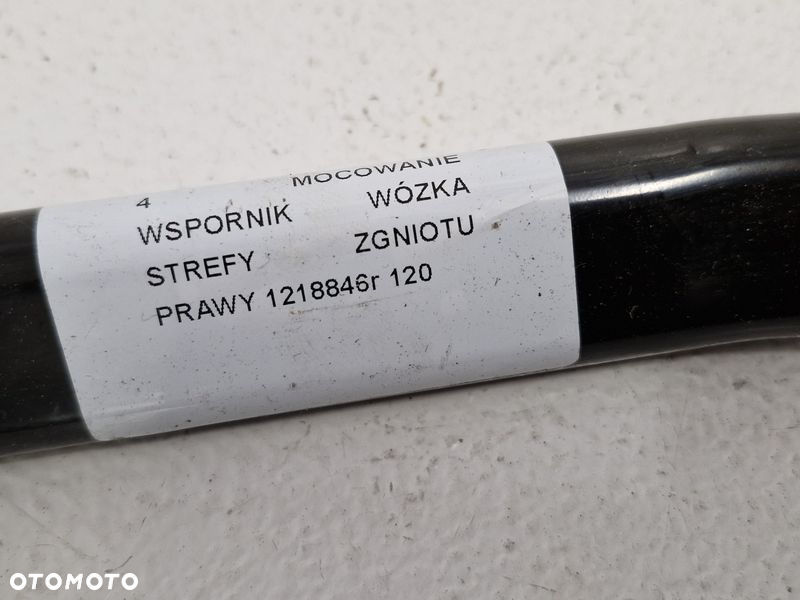 4 MOCOWANIE
WSPORNIK WÓZKA
STREFY ZGNIOTU
PRAWY 1218846r 120
OTOMOTO